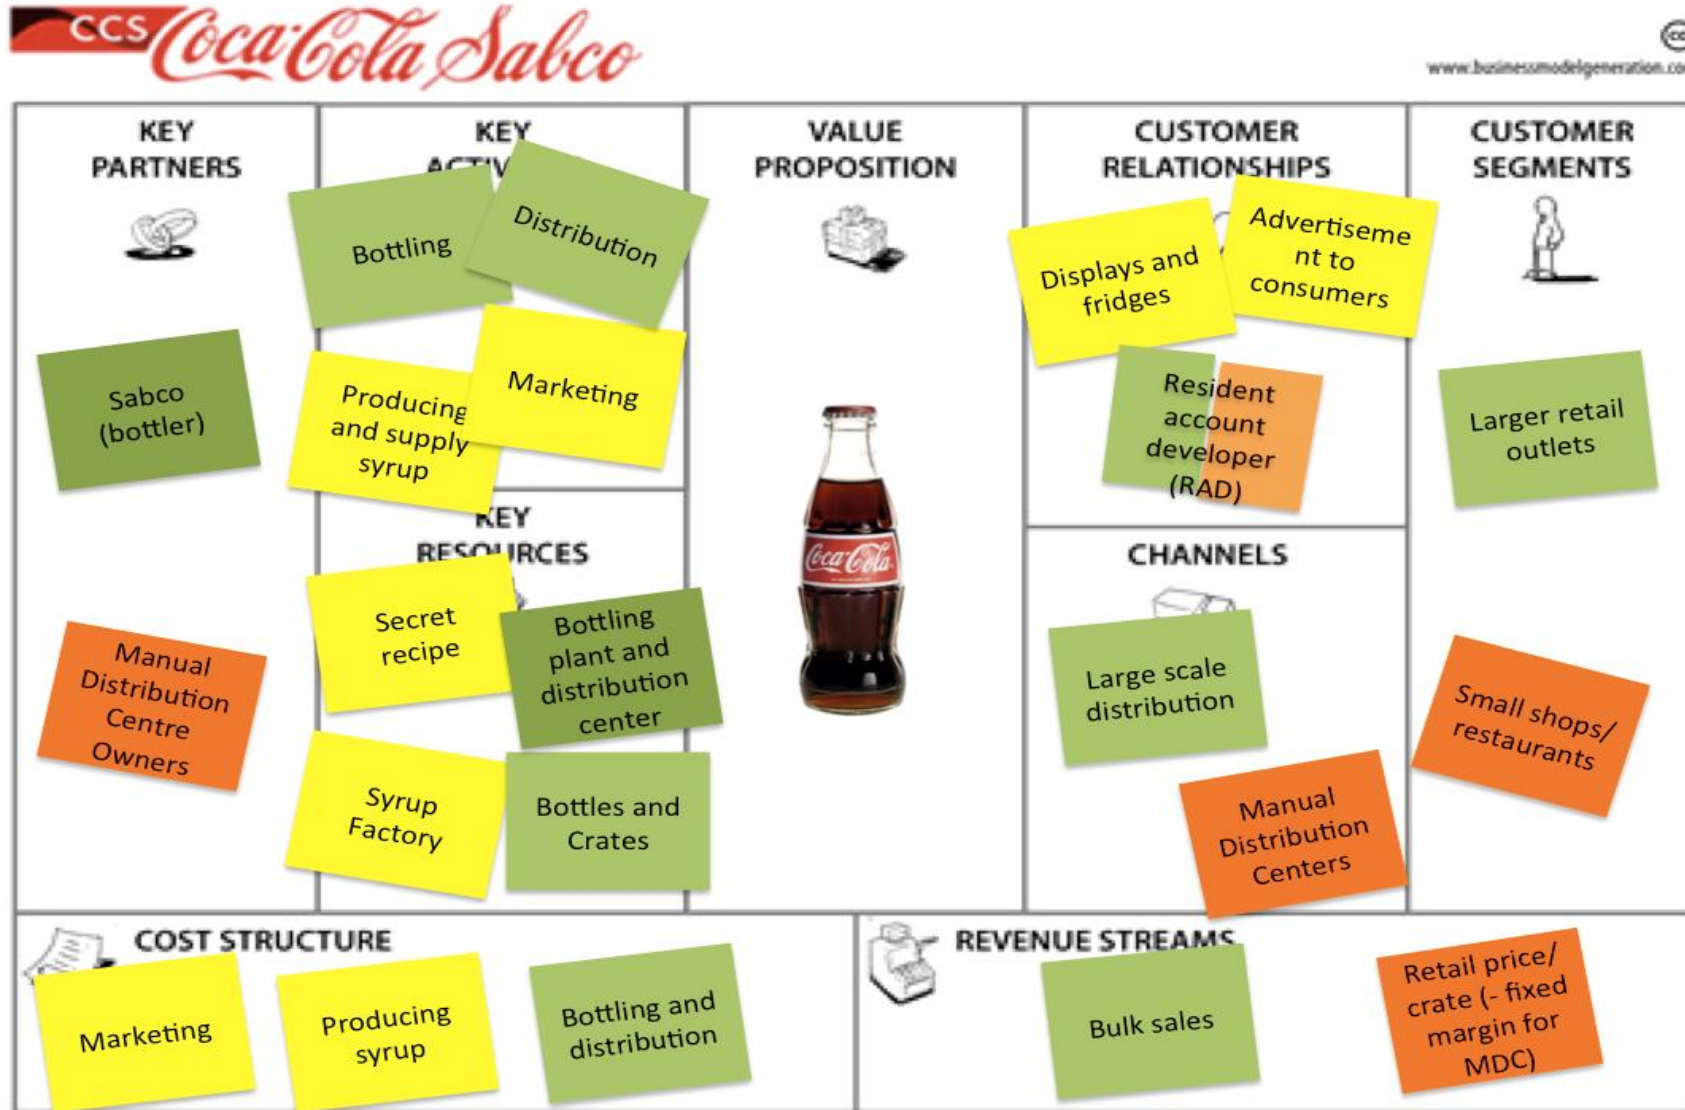 CCS Coca-Cola Sabco
cc
www.businessmodelgeneration.co
KEY
PARTNERS
Sabco
(bottler)
Manual
Distribution
Centre
Owners
KEY
Bottling
Distribution
Producing
and supply
syrup
Marketing
KEY
RESOURCES
Secret
recipe
Bottling
plant and
distribution
center
Syrup
Factory
Bottles and
Crates
VALUE
PROPOSITION
Coca-Cola
CUSTOMER
RELATIONSHIPS
Displays and
fridges
Advertiseme
nt to
consumers
Resident
account
developer
(RAD)
CHANNELS
Large scale
distribution
Manual
Distribution
Centers
CUSTOMER
SEGMENTS
Larger retail
outlets
Small shops/
restaurants
COST STRUCTURE
Marketing
Producing
syrup
Bottling and
distribution
REVENUE STREAMS
Bulk sales
Retail price/
crate (- fixed
margin for
MDC)